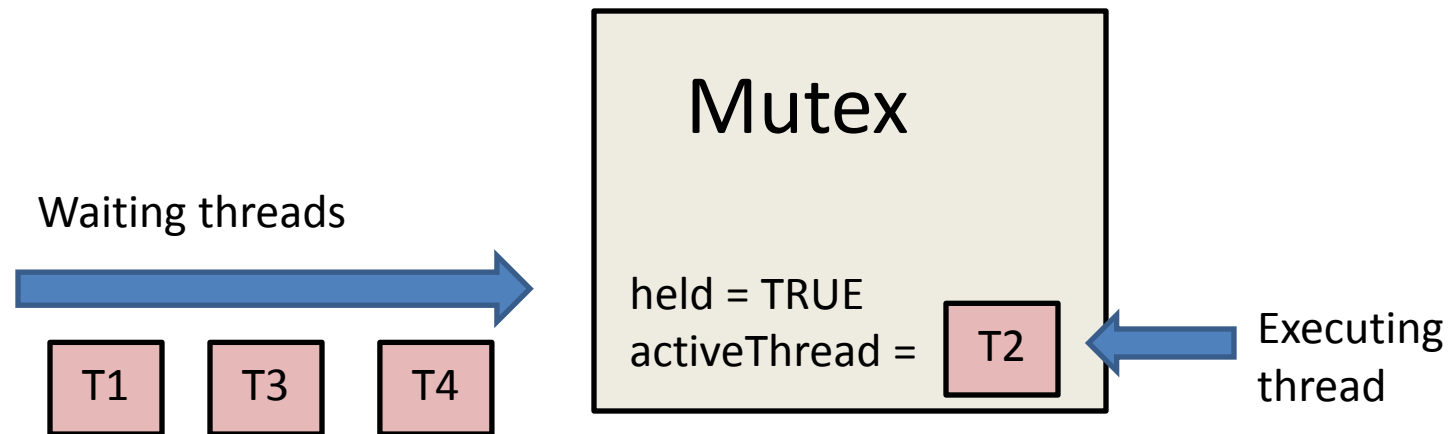 Mutex
Waiting threads
held = TRUE
activeThread = T2
Executing
thread
T1 T3 T4